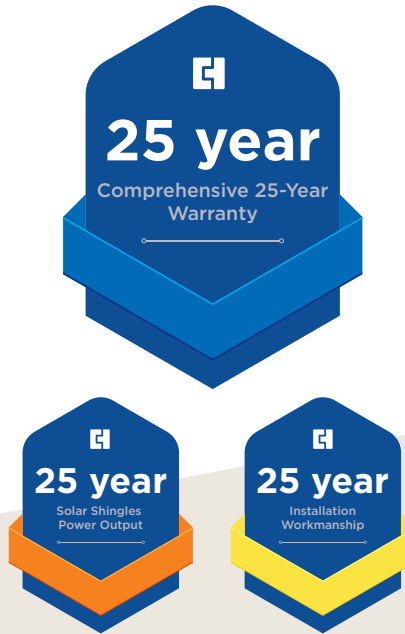 25 year
Comprehensive 25-Year
Warranty
25 year
Solar Shingles
Power Output
25 year
Installation
Workmanship